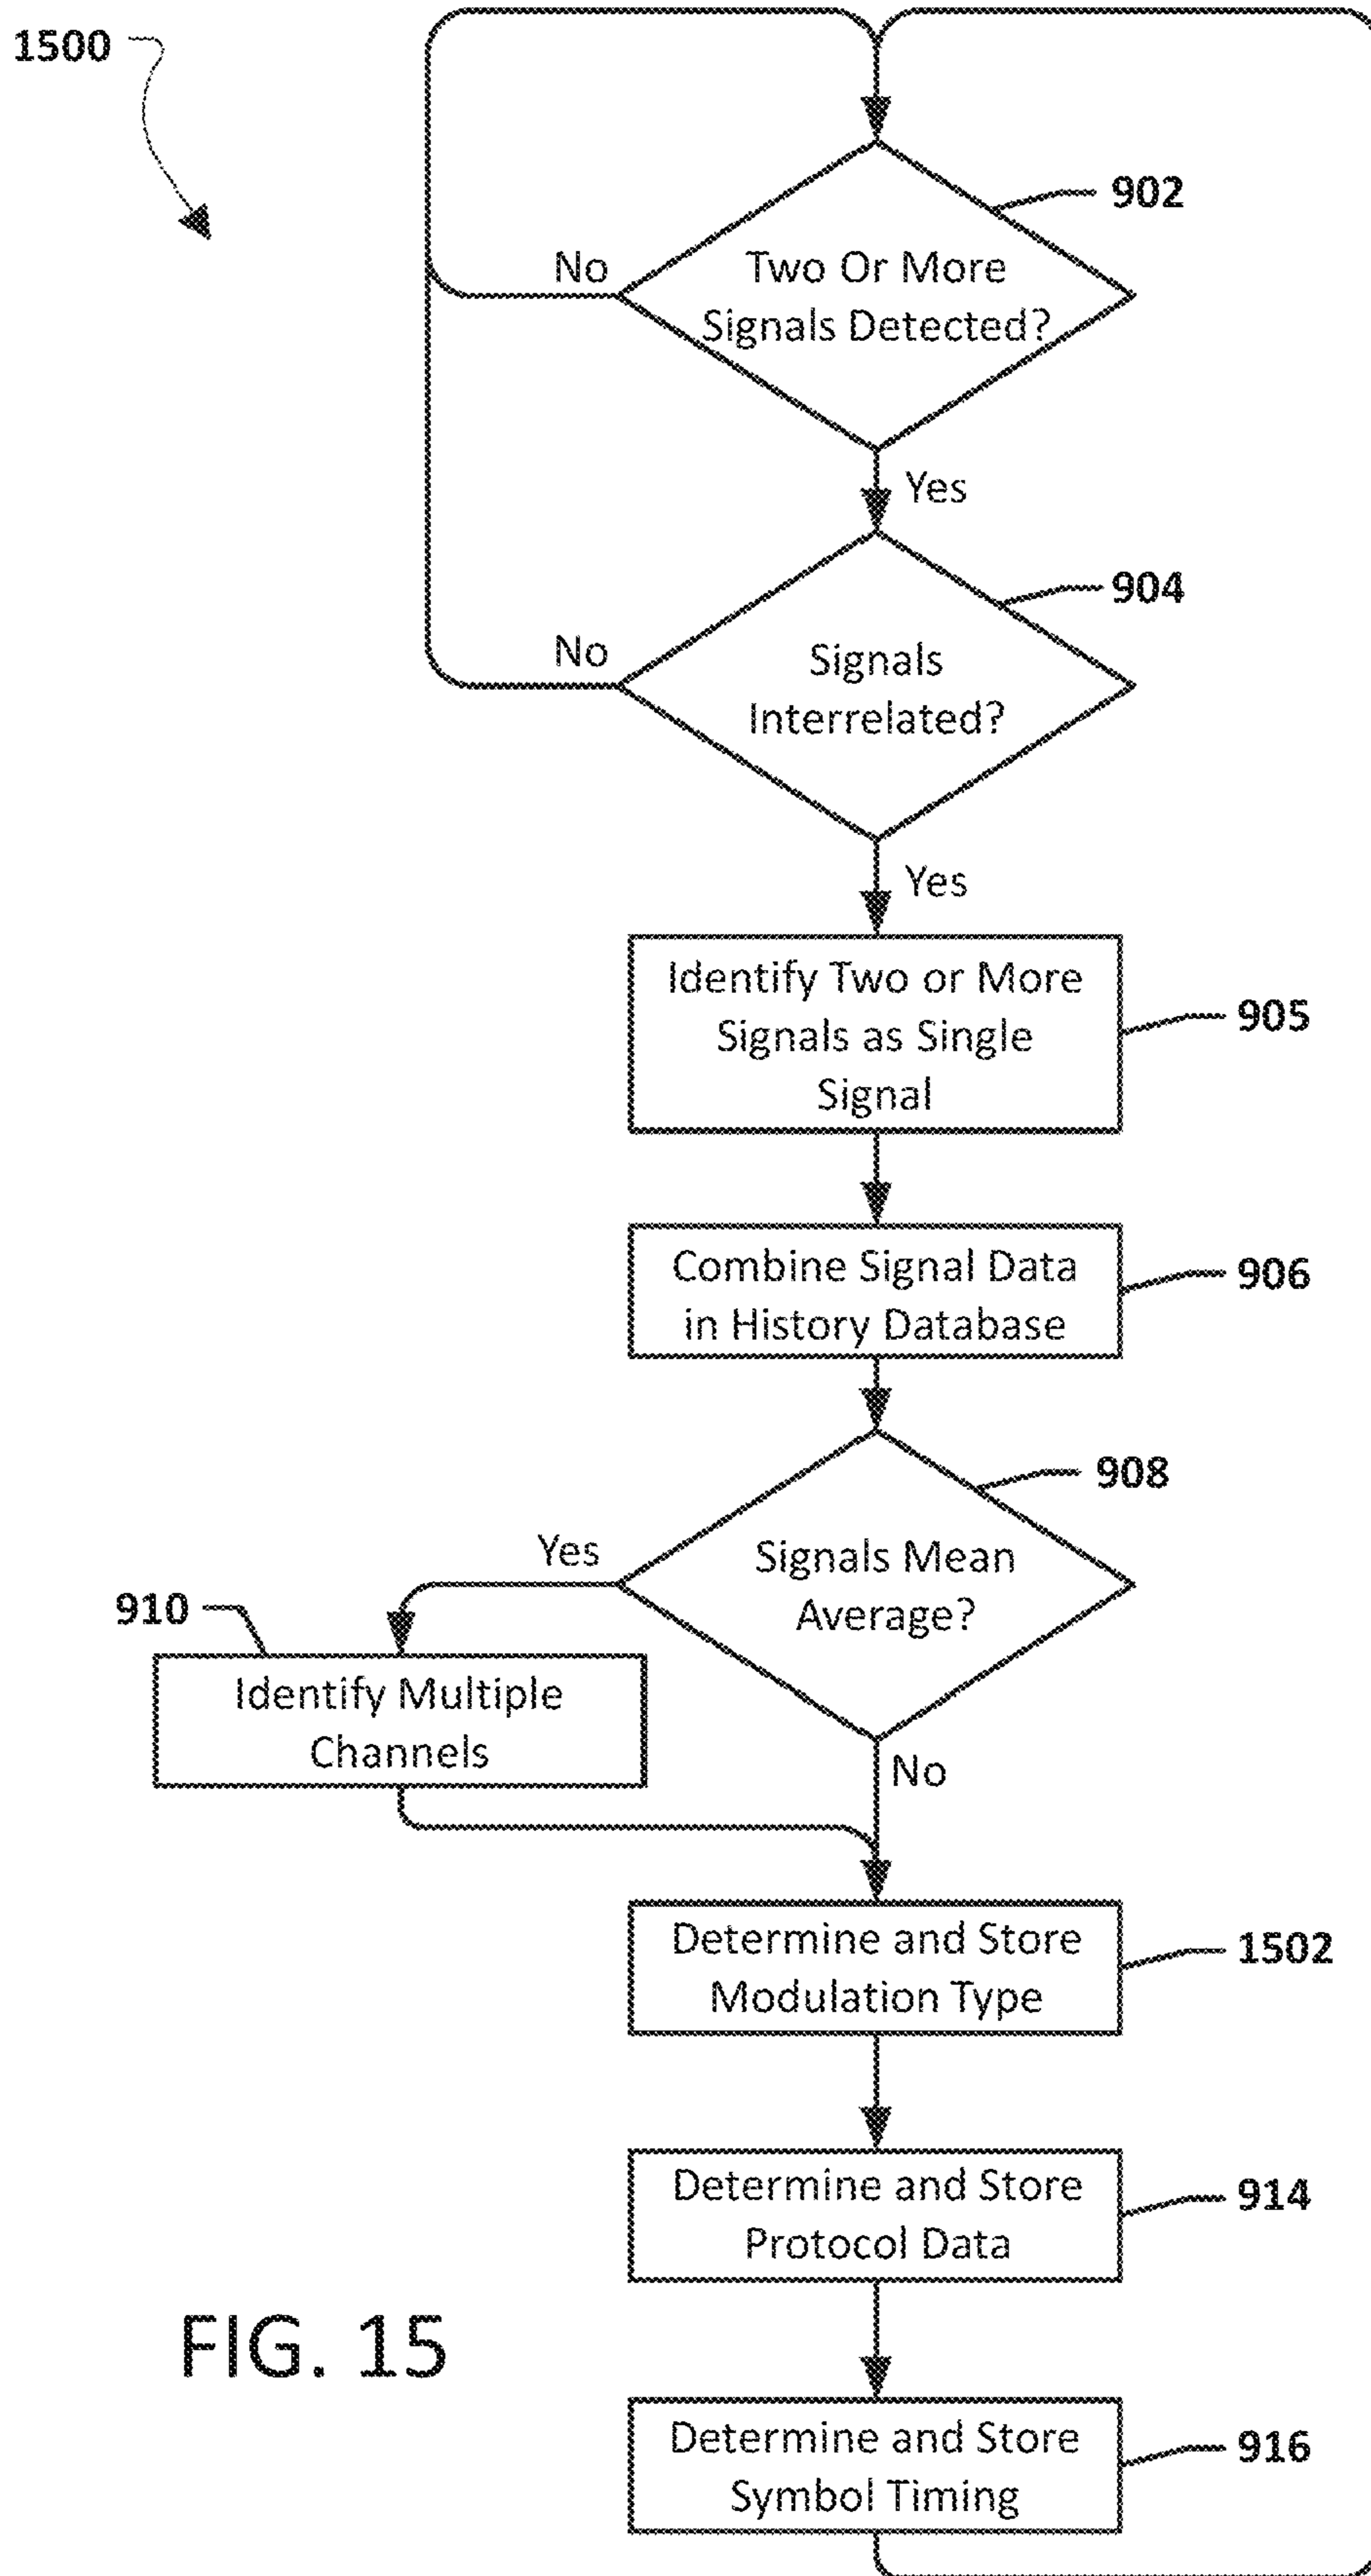 1500
902
No
Two Or More
Signals Detected?
Yes
904
No
Signals
Interrelated?
Yes
Identify Two or More
Signals as Single
Signal
905
Combine Signal Data
in History Database
906
908
Yes
Signals Mean
Average?
910
Identify Multiple
Channels
No
Determine and Store
Modulation Type
1502
Determine and Store
Protocol Data
914
FIG. 15
Determine and Store
Symbol Timing
916